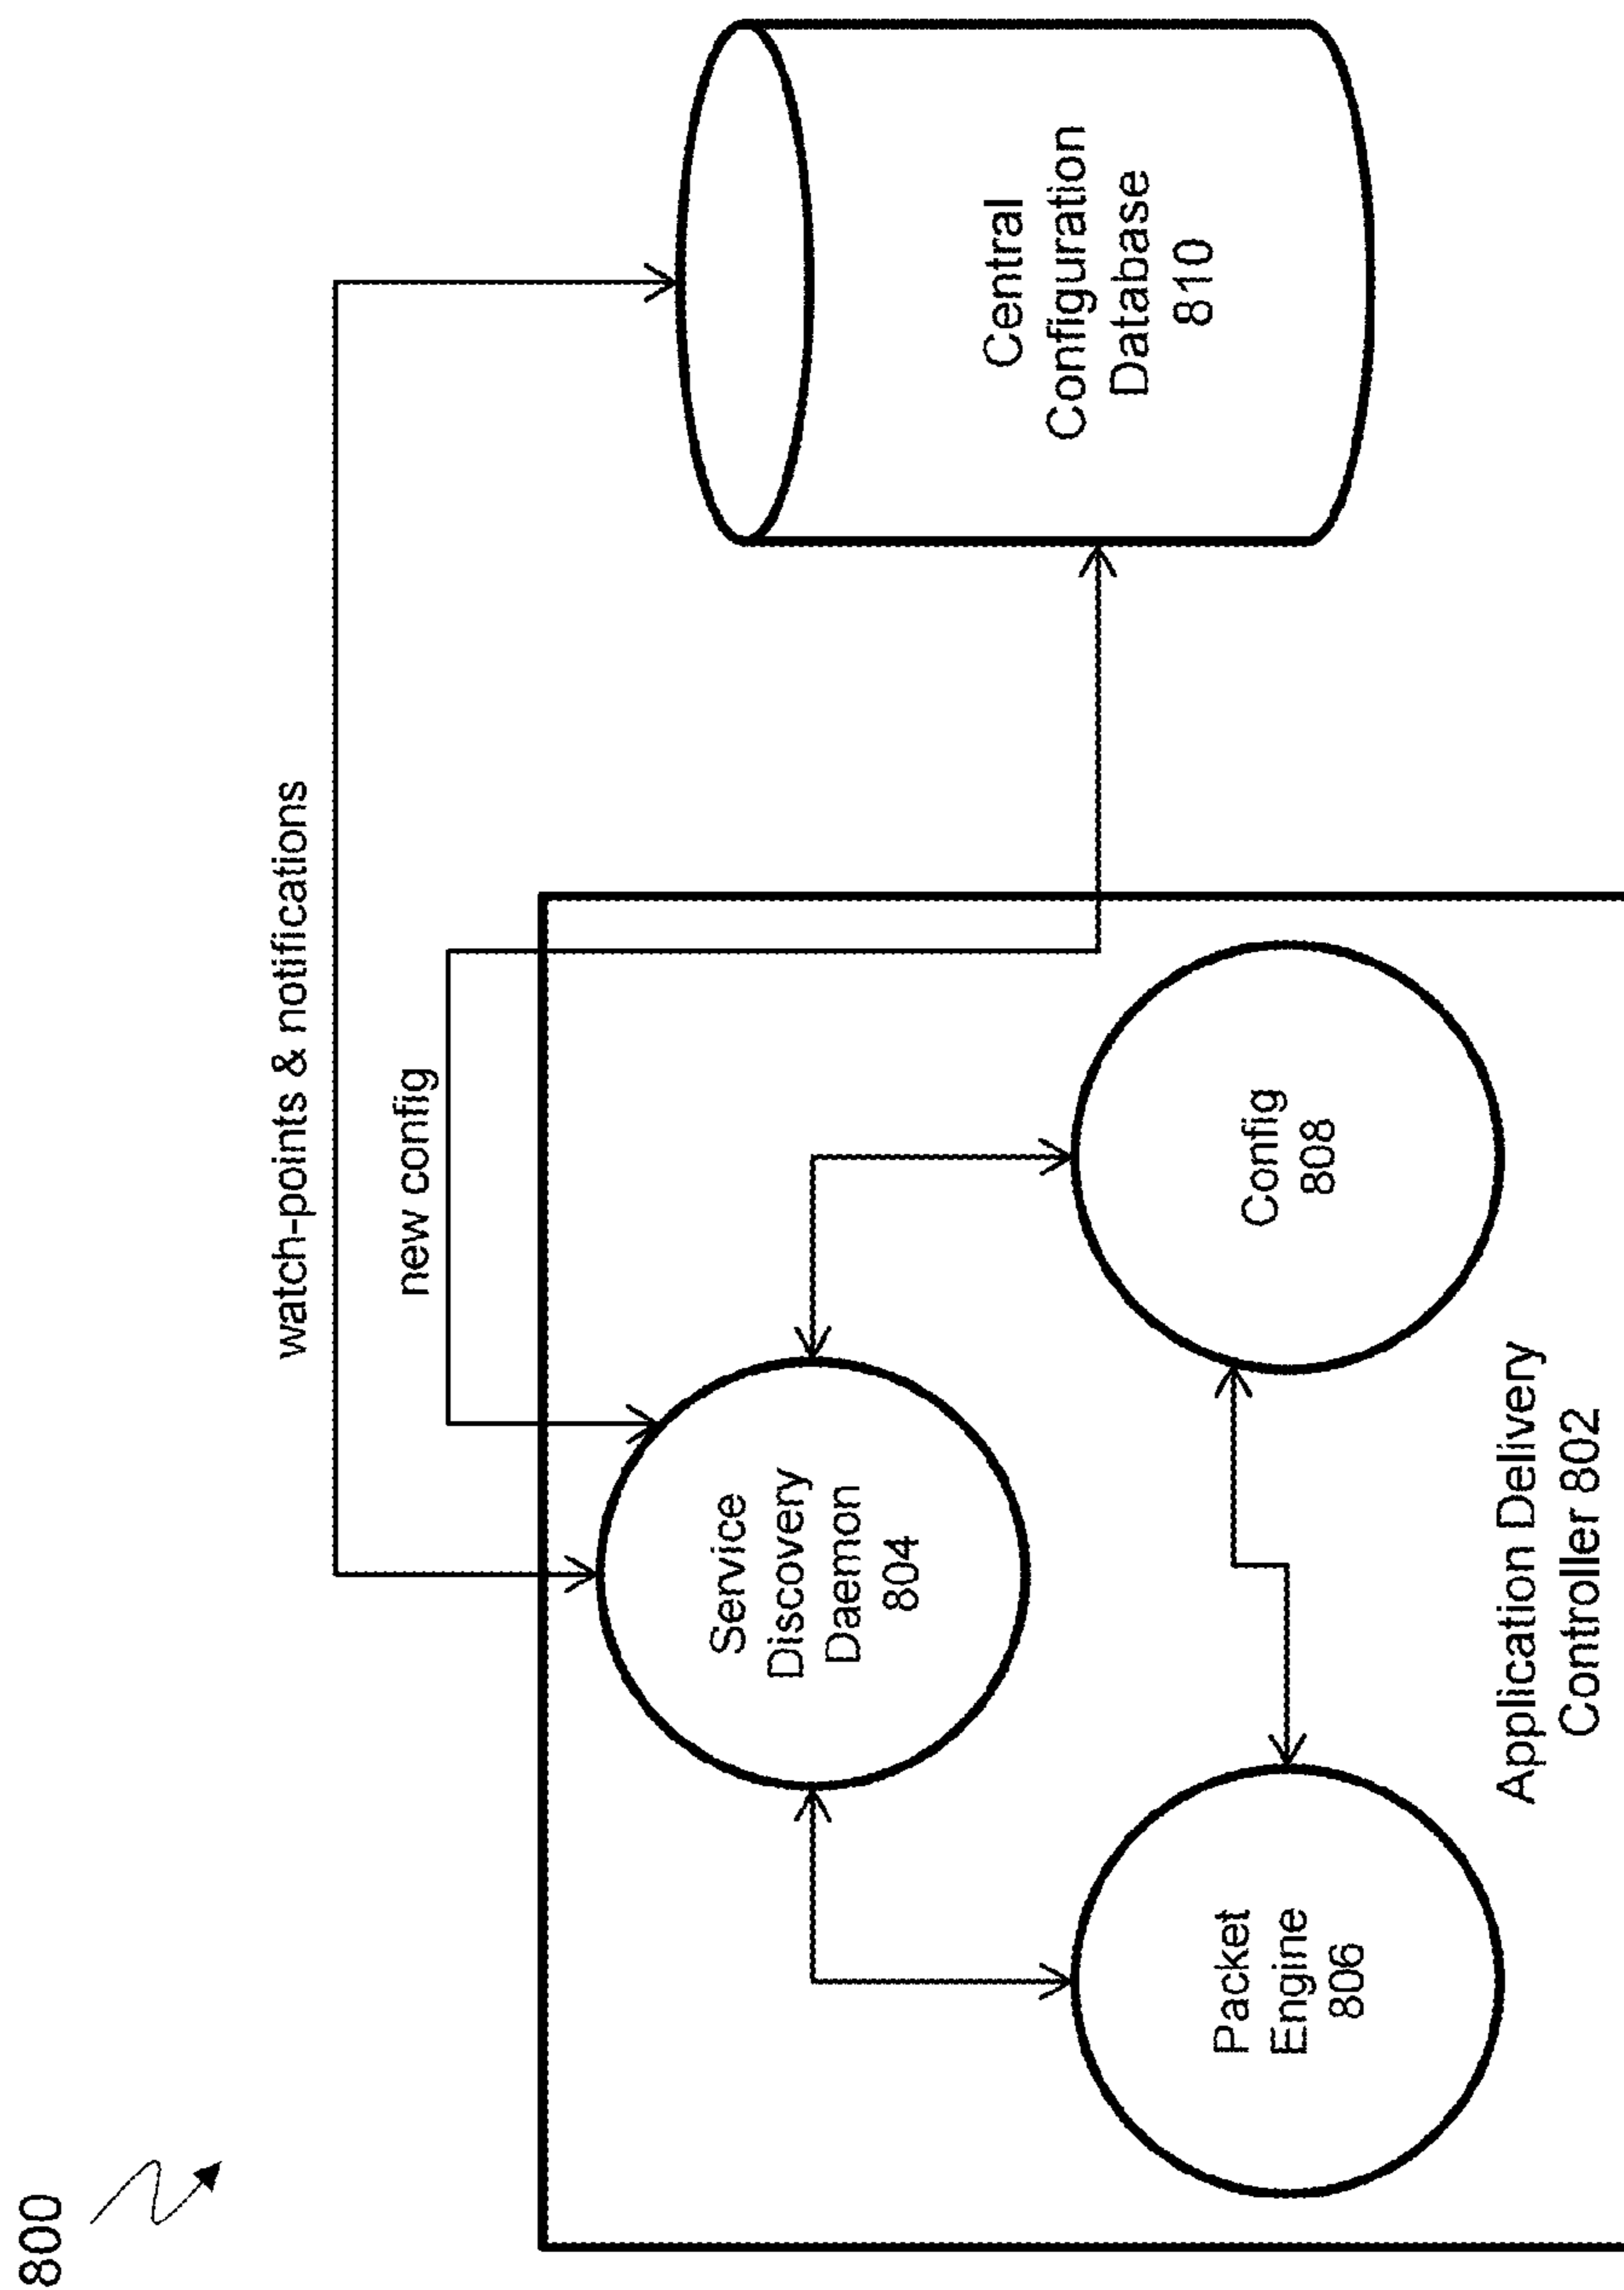 800
watch-points & notifications
new config
Service
Discovery
Daemon
804
Central
Configuration
Database
810
Packet
Engine
806
Config
808
Application Delivery
Controller 802